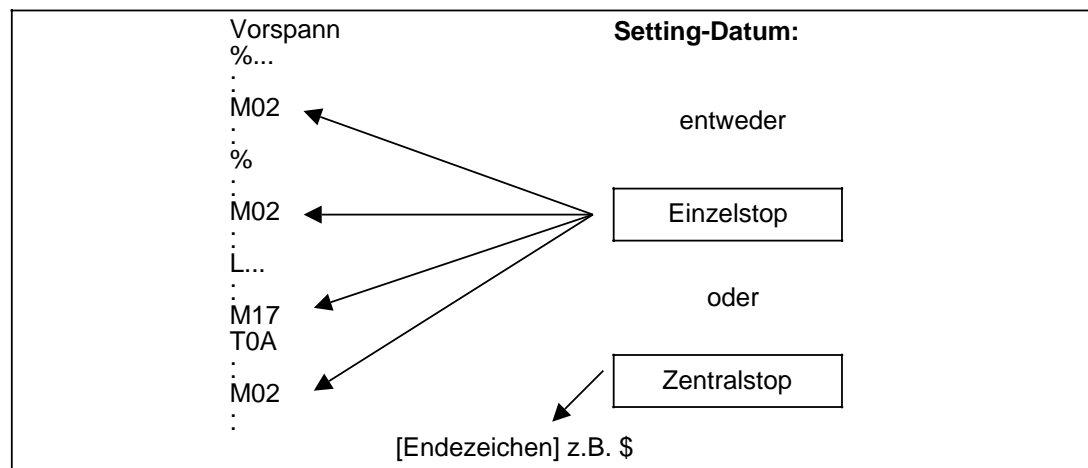 Vorspann
%...
.
M02
.
.
%
.
M02
.
.
L...
.
M17
T0A
.
M02
.
:
[Endezeichen] z.B. $
Setting-Datum:
entweder
Einzelstop
oder
Zentralstop